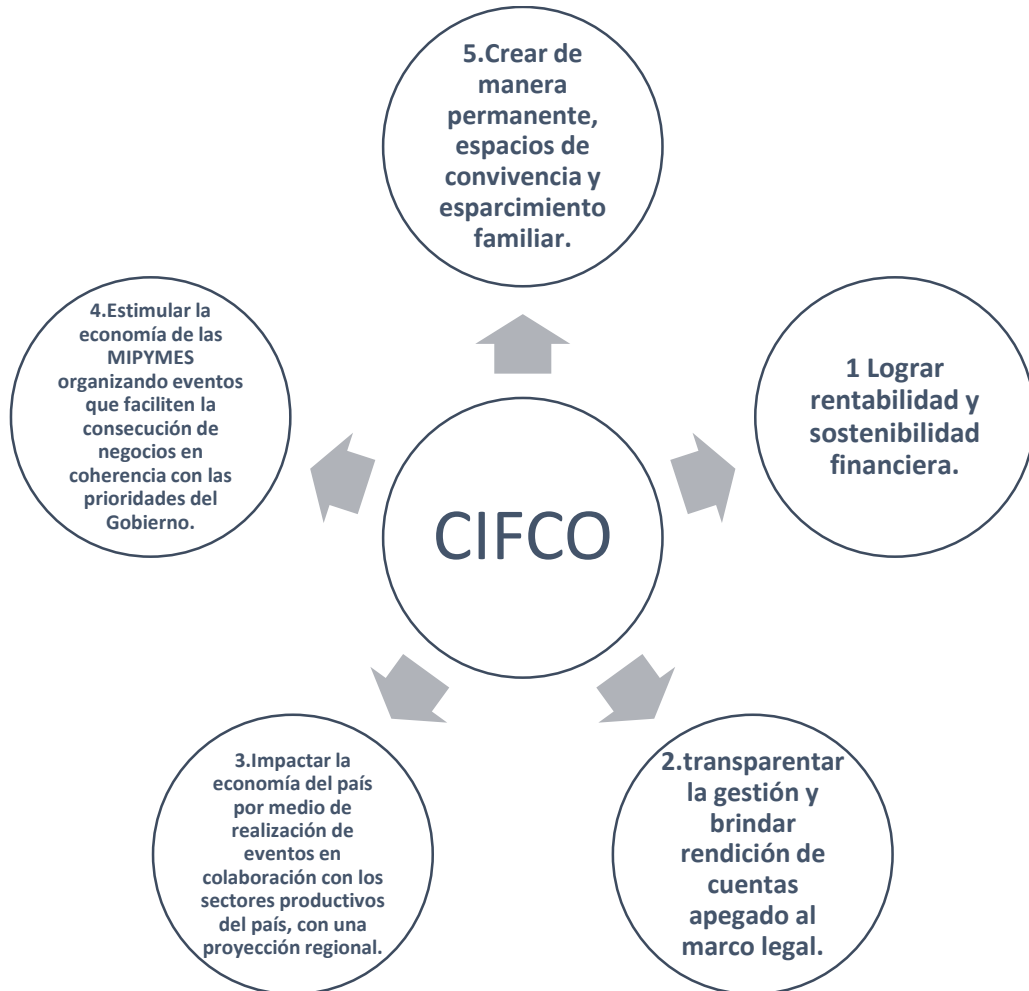 5.Crear de
manera
permanente,
espacios de
convivencia y
esparcimiento
familiar.
4.Estimular la
economía de las
MIPYMES
organizando eventos
que faciliten la
consecución de
negocios en
coherencia con las
prioridades del
Gobierno.
1 Lograr
rentabilidad y
sostenibilidad
financiera.
CIFCO
3.Impactar la
economía del país
por medio de
realización de
eventos en
colaboración con los
sectores productivos
del país, con una
proyección regional.
2.transparentar
la gestión y
brindar
rendición de
cuentas
apegado al
marco legal.